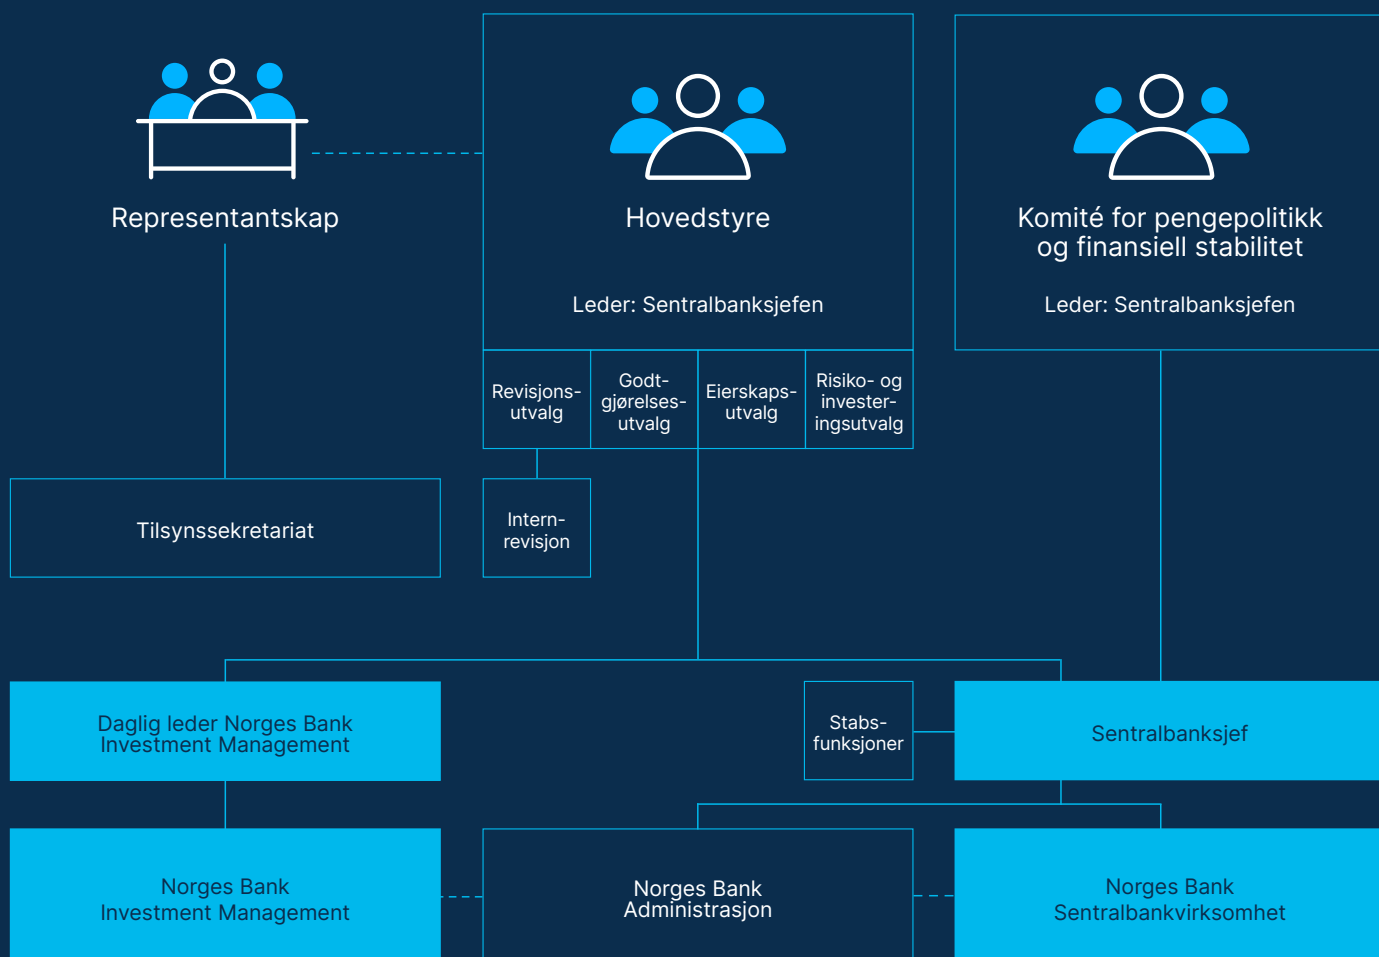 Representantskap
Hovedstyre
Leder: Sentralbanksjefen
Komité for pengepolitikk
og finansiell stabilitet
Leder: Sentralbanksjefen
Revisjons-
utvalg
Godt-
gjørelses-
utvalg
Eierskaps-
utvalg
Risiko- og
invester-
ingsutvalg
Tilsynssekretariat
Intern-
revisjon
Daglig leder Norges Bank
Investment Management
Stabs-
funksjoner
Sentralbanksjef
Norges Bank
Investment Management
Norges Bank
Administrasjon
Norges Bank
Sentralbankvirksomhet